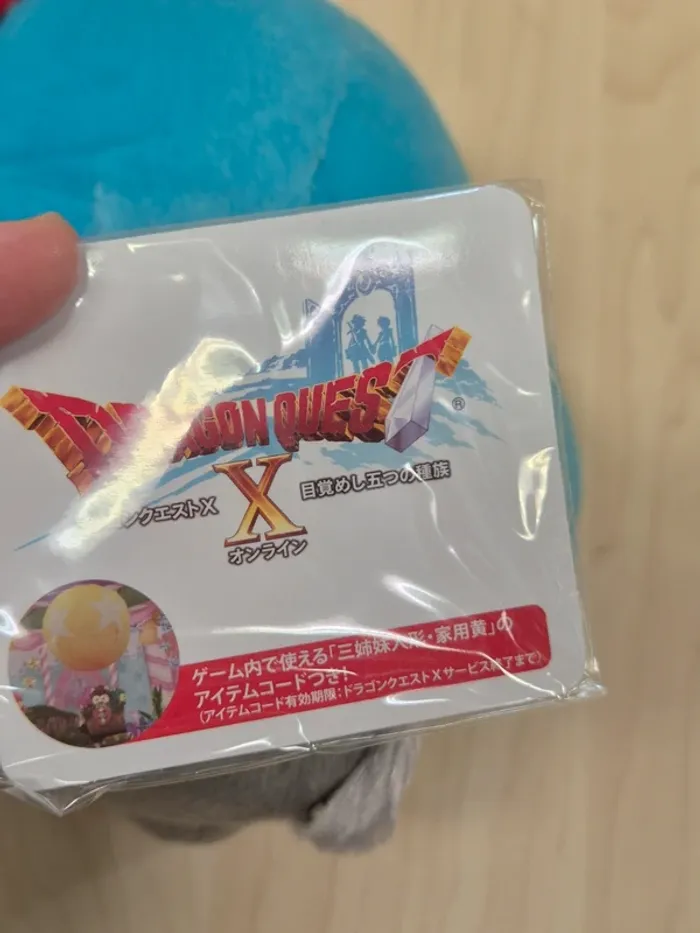 DRAGON QUEST
®
X
ンクエストX
目覚めし五つの種族
オンライン
ゲーム内で使える「三姉妹人形・家用黄」の
アイテムコードつき!
(アイテムコード有効期限:ドラゴンクエストXサービス終了まで)